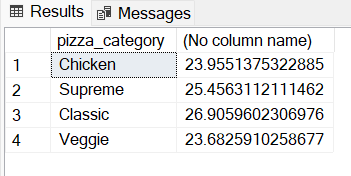 Results Messages
pizza_category (No column name)
1 Chicken 23.9551375322885
2 Supreme 25.4563112111462
3 Classic 26.9059602306976
4 Veggie 23.6825910258677